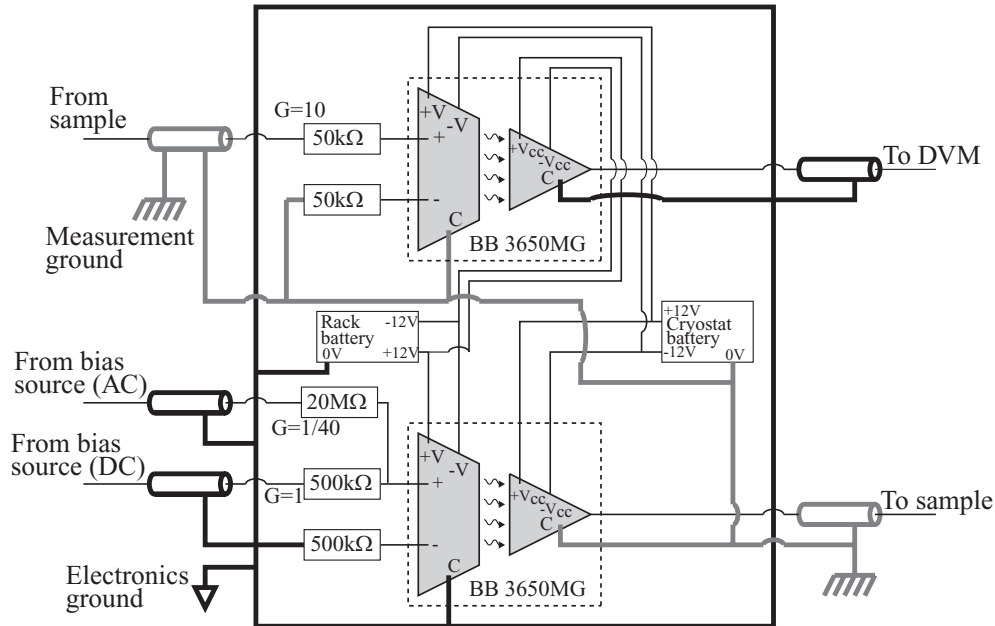 From
sample
G=10
50kΩ
50kΩ
+V
-V
+
-
C
+Vcc
-Vcc
C
BB 3650MG
To DVM
Measurement
ground
Rack
battery
-12V
0V
+12V
+12V
Cryostat
battery
-12V
0V
From bias
source (AC)
20MΩ
G=1/40
From bias
source (DC)
G=1
500kΩ
500kΩ
+V
-V
+
-
C
+Vcc
-Vcc
C
BB 3650MG
To sample
Electronics
ground